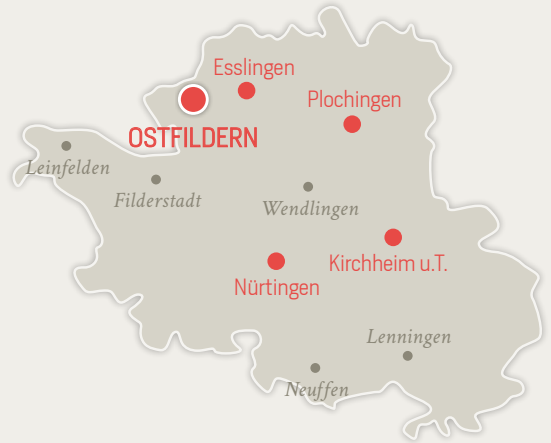 Esslingen
Plochingen
OSTFILDERN
Leinfelden
Filderstadt
Wendlingen
Kirchheim u.T.
Nürtingen
Lenningen
Neuffen